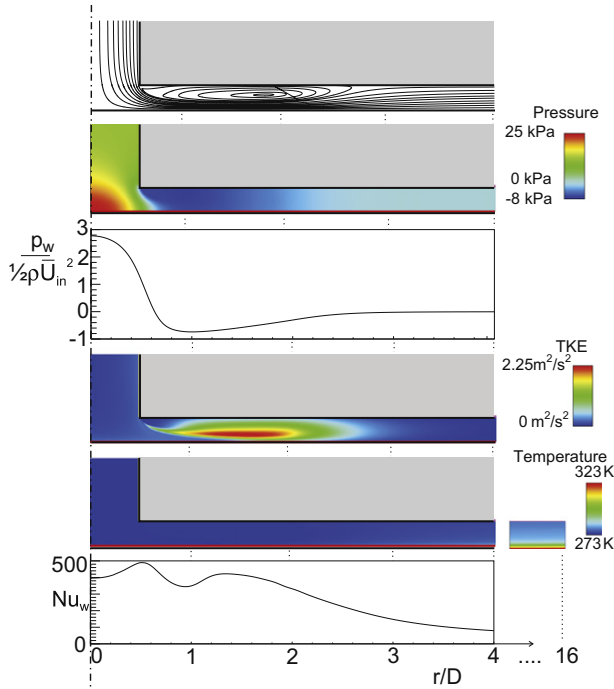 Pressure
25 kPa
0 kPa
-8 kPa
3
2
1
0
-1
p_w
½ρŪ_in²
TKE
2.25m²/s²
0 m²/s²
Temperature
323K
273K
500
Nu_w
0
0 1 2 3 4 .... 16
r/D